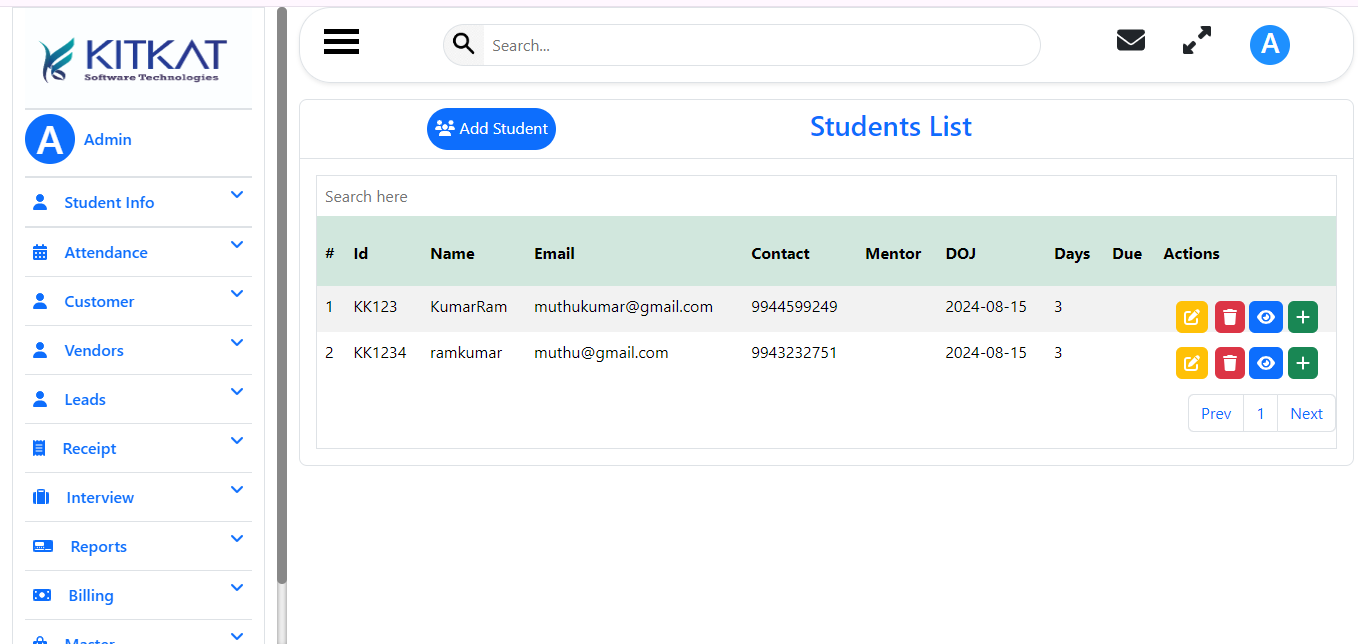 KITKAT
Software Technologies
A Admin
Student Info
Attendance
Customer
Vendors
Leads
Receipt
Interview
Reports
Billing
Master
Search...
A
Add Student
Students List
Search here
# Id Name Email Contact Mentor DOJ Days Due Actions
1 KK123 KumarRam muthukumar@gmail.com 9944599249 2024-08-15 3
2 KK1234 ramkumar muthu@gmail.com 9943232751 2024-08-15 3
Prev 1 Next